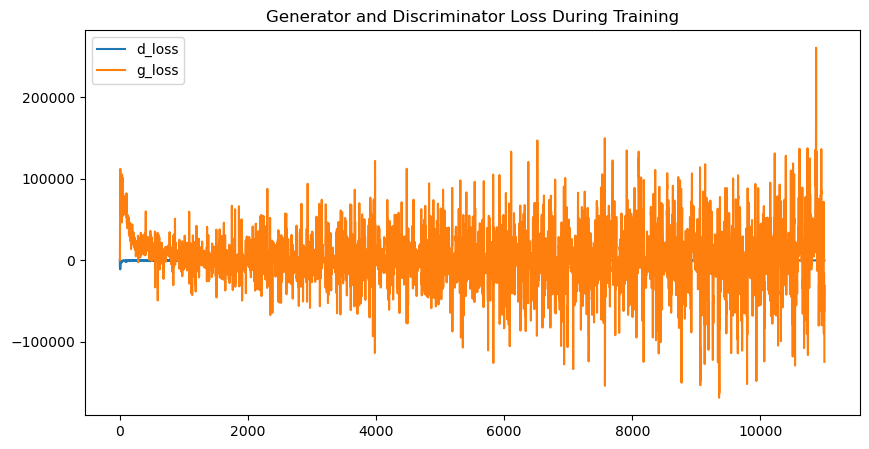 Generator and Discriminator Loss During Training
d_loss
g_loss
200000
100000
0
−100000
0 2000 4000 6000 8000 10000